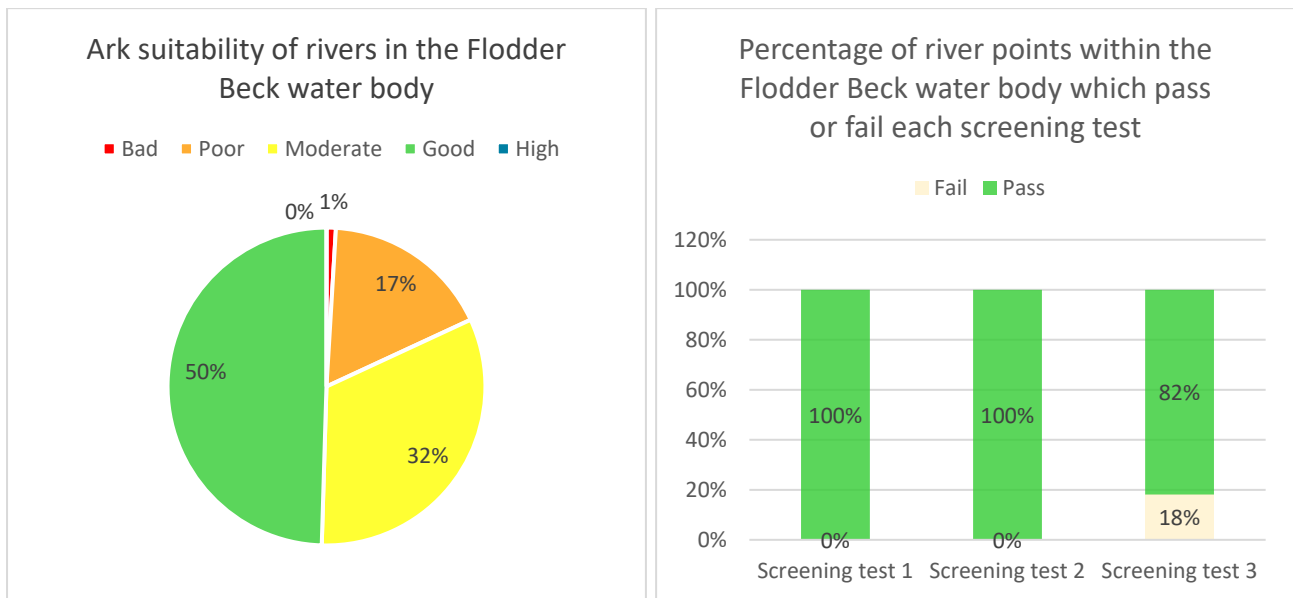 Ark suitability of rivers in the Flodder
Beck water body
Bad Poor Moderate Good High
0% 1%
17%
50%
32%
Percentage of river points within the
Flodder Beck water body which pass
or fail each screening test
Fail Pass
120%
100%
80%
60%
40%
20%
0%
100% 100% 82%
0% 0% 18%
Screening test 1 Screening test 2 Screening test 3